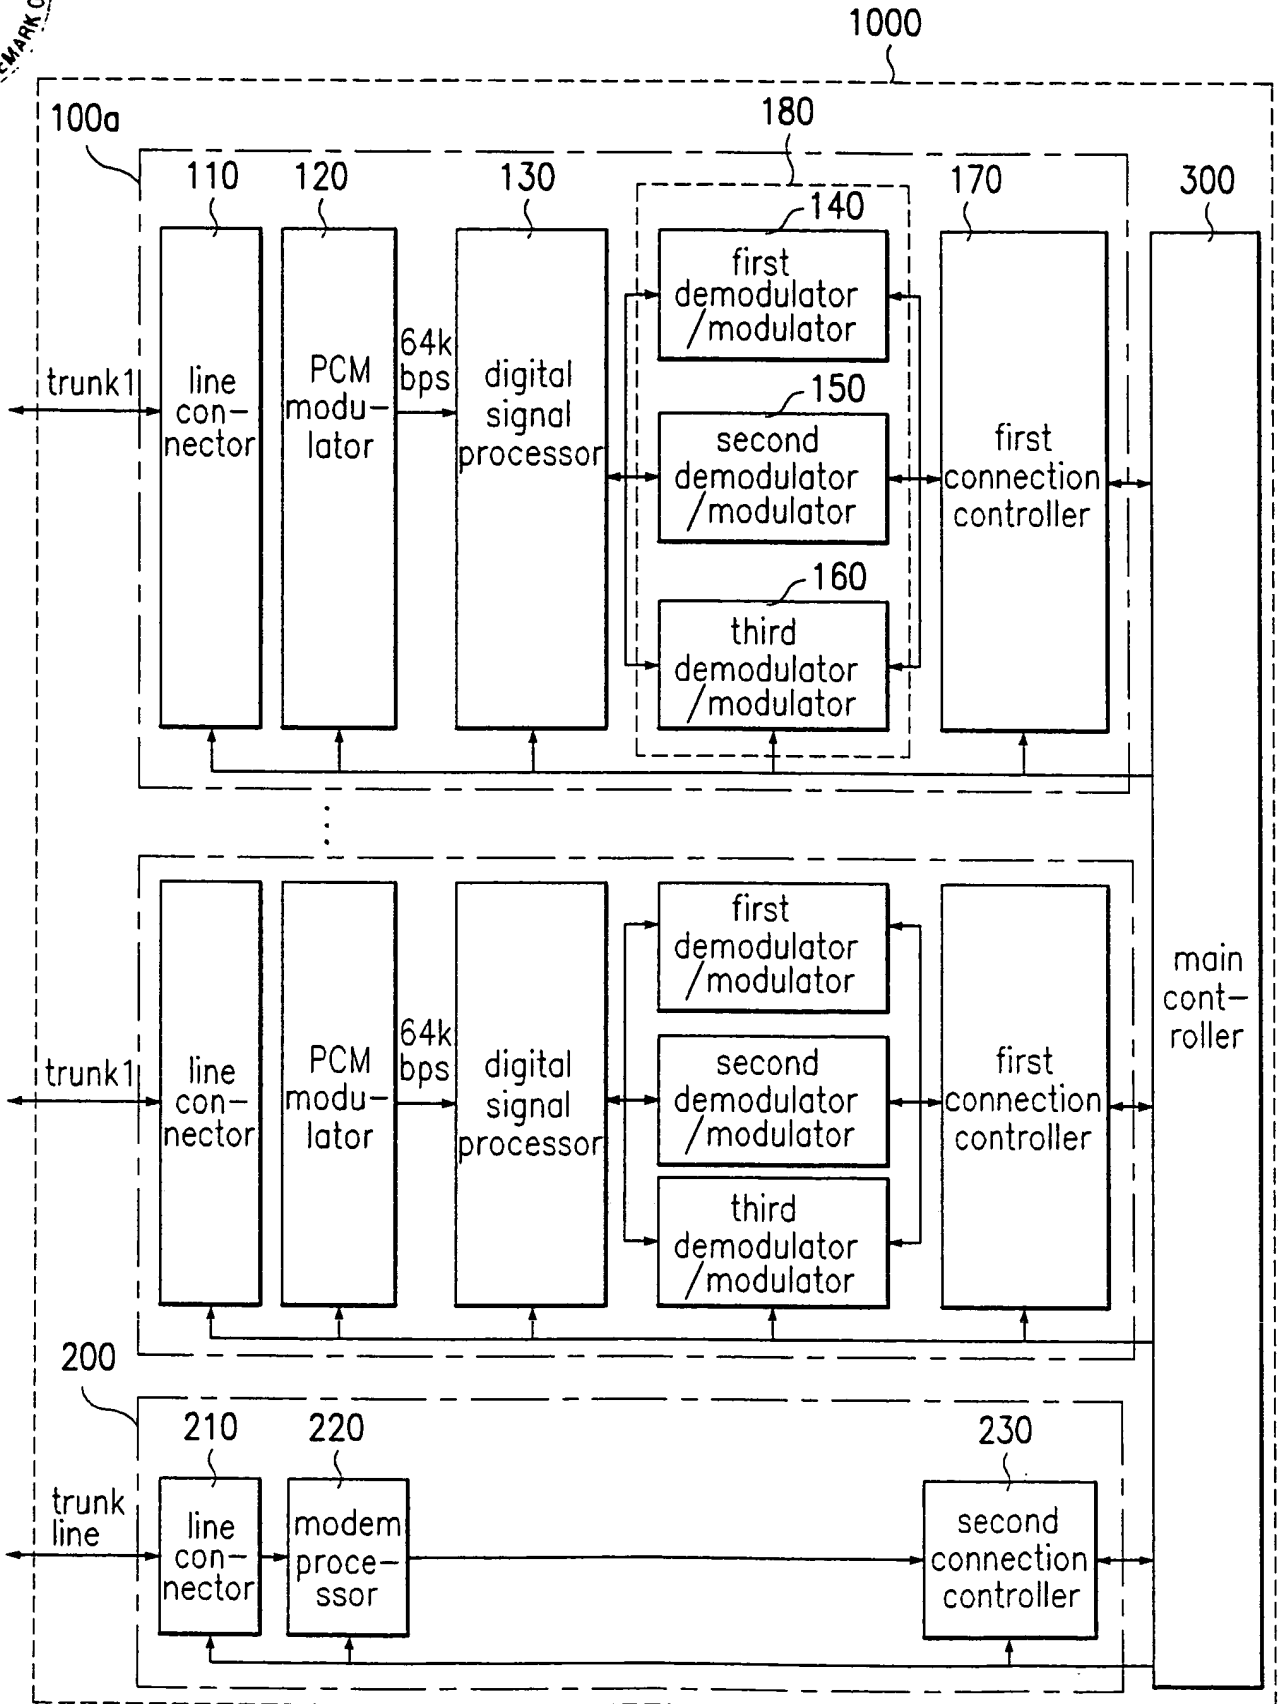 EMARK
1000
100a
180
110
120
130
170
300
140
first
demodulator
/modulator
trunk1
line
con-
nector
PCM
modu-
lator
64k
bps
digital
signal
processor
150
second
demodulator
/modulator
160
third
demodulator
/modulator
first
connection
controller
trunk1
line
con-
nector
PCM
modu-
lator
64k
bps
digital
signal
processor
first
demodulator
/modulator
second
demodulator
/modulator
third
demodulator
/modulator
first
connection
controller
main
cont-
roller
200
210
220
230
trunk
line
line
con-
nector
modem
proce-
ssor
second
connection
controller